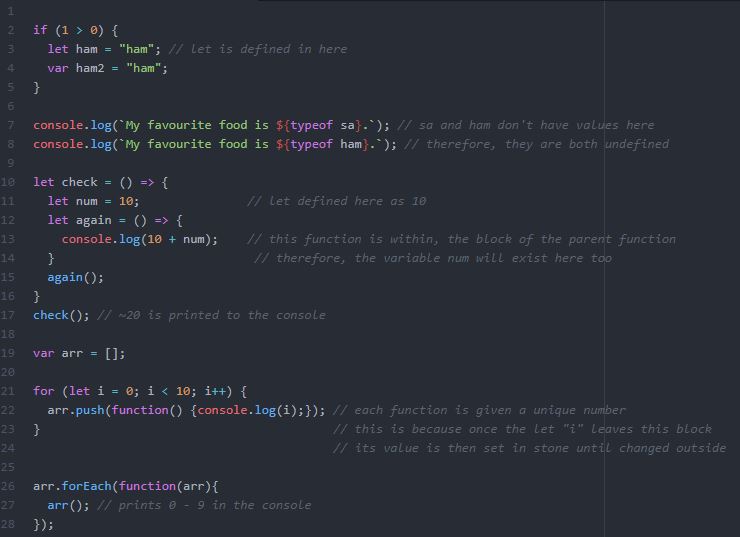 1
2 if (1 > 0) {
3   let ham = "ham"; // let is defined in here
4   var ham2 = "ham";
5 }
6
7 console.log(`My favourite food is ${typeof sa}.`); // sa and ham don't have values here
8 console.log(`My favourite food is ${typeof ham}.`); // therefore, they are both undefined
9
10 let check = () => {
11   let num = 10;               // let defined here as 10
12   let again = () => {
13     console.log(10 + num);    // this function is within, the block of the parent function
14   }                            // therefore, the variable num will exist here too
15   again();
16 }
17 check(); // ~20 is printed to the console
18
19 var arr = [];
20
21 for (let i = 0; i < 10; i++) {
22   arr.push(function() {console.log(i);}); // each function is given a unique number
23 }                                         // this is because once the let "i" leaves this block
24                                           // its value is then set in stone until changed outside
25
26 arr.forEach(function(arr){
27   arr(); // prints 0 - 9 in the console
28 });